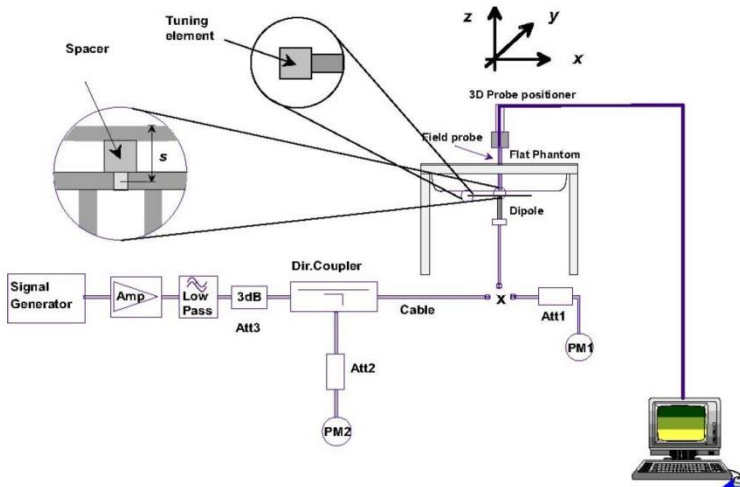 Tuning
element
Spacer
s
z
y
x
3D Probe positioner
Field probe
Flat Phantom
Dipole
Signal
Generator
Amp
Low
Pass
3dB
Att3
Dir.Coupler
Cable
x
Att1
PM1
Att2
PM2